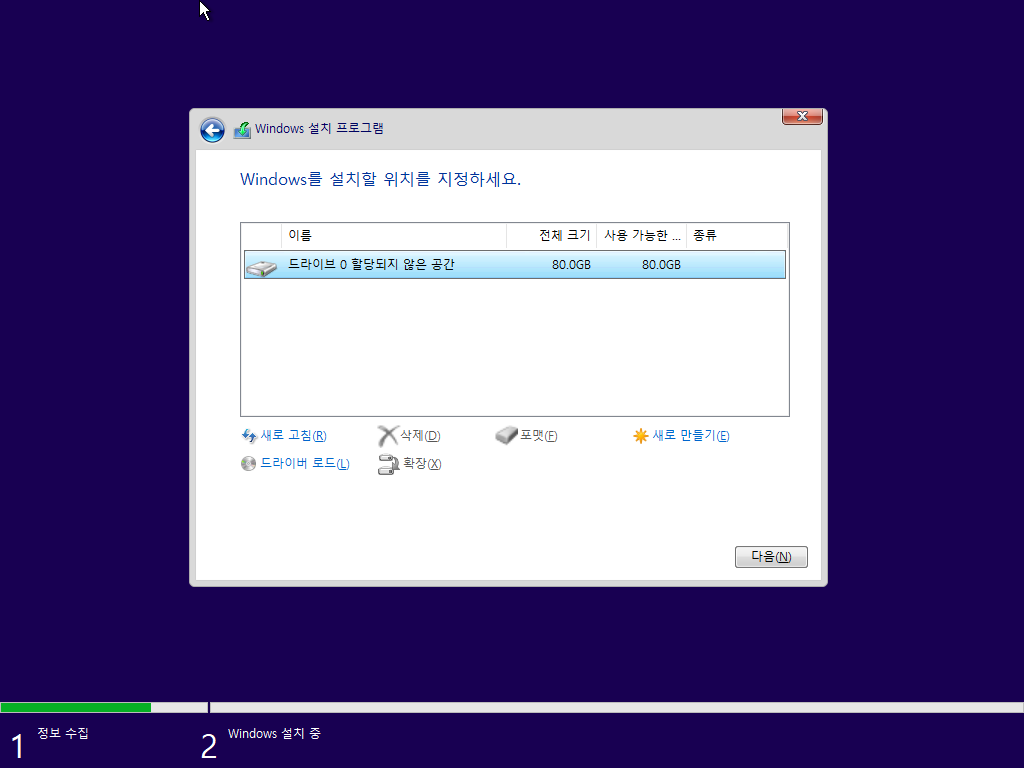 Windows 설치 프로그램
Windows를 설치할 위치를 지정하세요.
이름 전체 크기 사용 가능한 ... 종류
드라이브 0 할당되지 않은 공간 80.0GB 80.0GB
새로 고침(R) 삭제(D) 포맷(F) 새로 만들기(E)
드라이버 로드(L) 확장(X)
다음(N)
1 정보 수집 2 Windows 설치 중